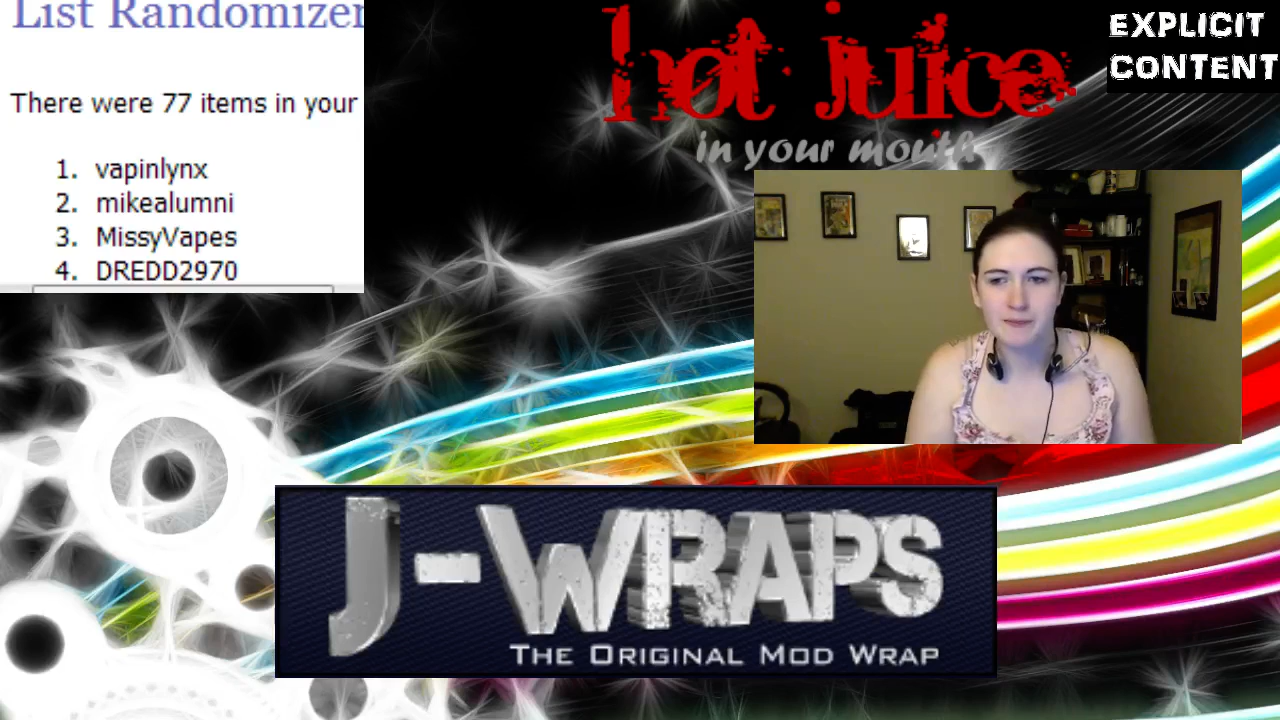 List Randomizer
There were 77 items in your
1. vapinlynx
2. mikealumni
3. MissyVapes
4. DREDD2970
hot juice
in your mouth
EXPLICIT
CONTENT
J-WRAPS
THE ORIGINAL MOD WRAP